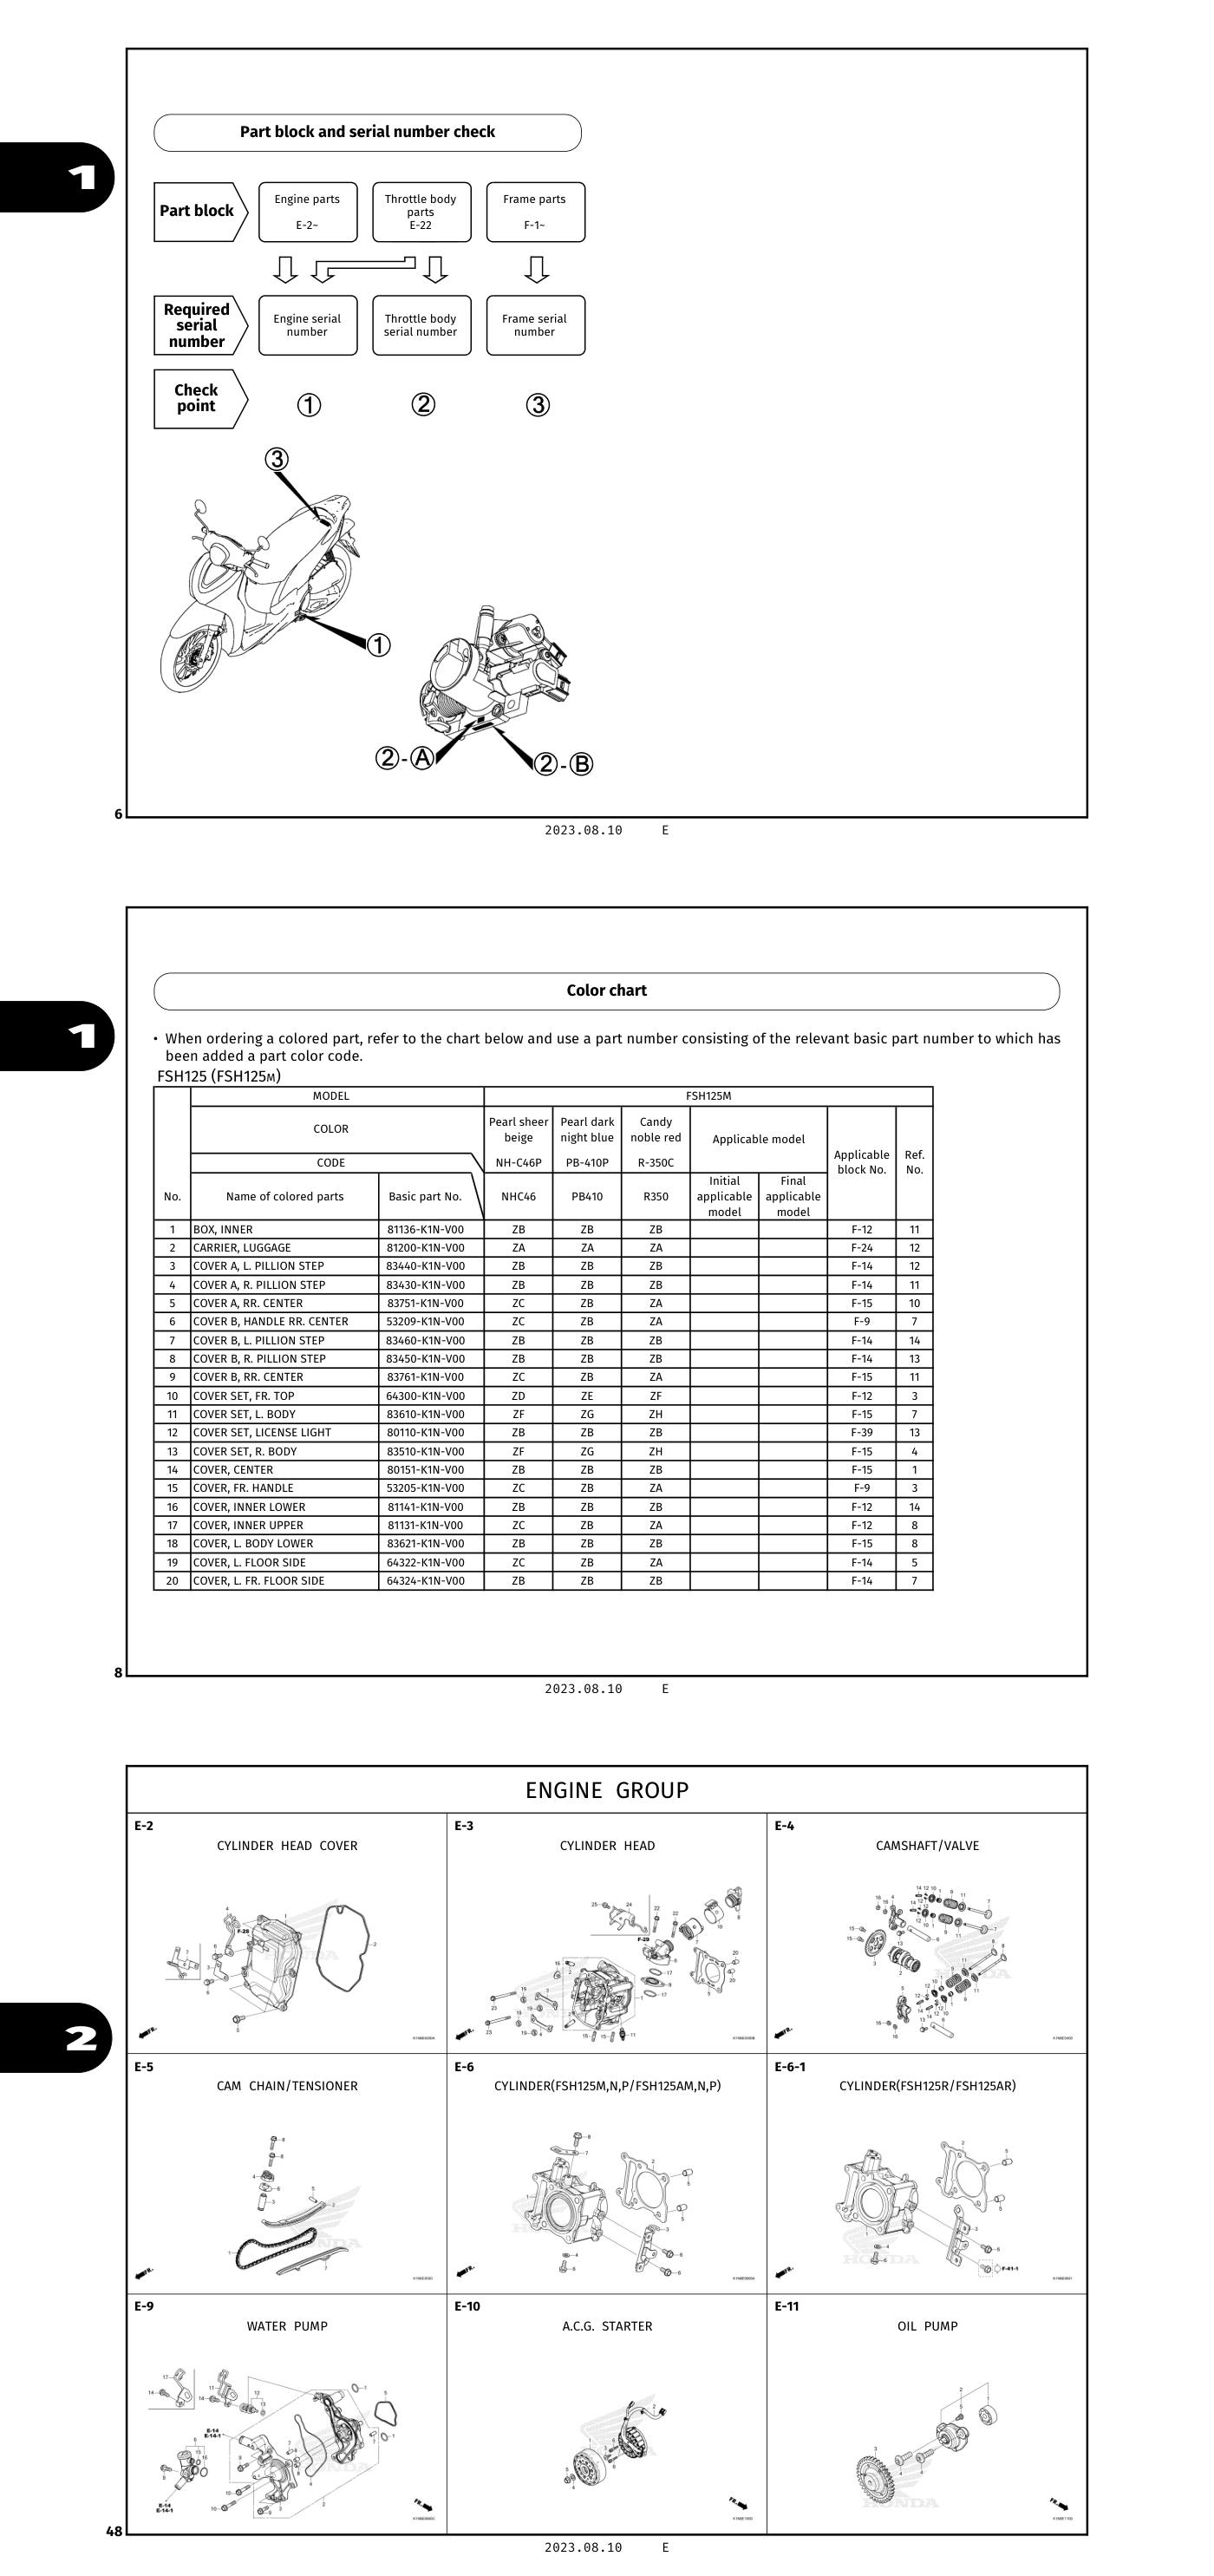 Part block and serial number check
1
Part block
Engine parts
E-2~
Throttle body
parts
E-22
Frame parts
F-1~
Required
serial
number
Engine serial
number
Throttle body
serial number
Frame serial
number
Check
point
① ② ③
③
①
②-Ⓐ ②-Ⓑ
6
2023.08.10 E
Color chart
1
• When ordering a colored part, refer to the chart below and use a part number consisting of the relevant basic part number to which has
been added a part color code.
FSH125 (FSH125M)
MODEL FSH125M
COLOR Pearl sheer beige Pearl dark night blue Candy noble red Applicable model Applicable block No. Ref. No.
CODE NH-C46P PB-410P R-350C
No. Name of colored parts Basic part No. NHC46 PB410 R350 Initial applicable model Final applicable model
1 BOX, INNER 81136-K1N-V00 ZB ZB ZB F-12 11
2 CARRIER, LUGGAGE 81200-K1N-V00 ZA ZA ZA F-24 12
3 COVER A, L. PILLION STEP 83440-K1N-V00 ZB ZB ZB F-14 12
4 COVER A, R. PILLION STEP 83430-K1N-V00 ZB ZB ZB F-14 11
5 COVER A, RR. CENTER 83751-K1N-V00 ZC ZB ZA F-15 10
6 COVER B, HANDLE RR. CENTER 53209-K1N-V00 ZC ZB ZA F-9 7
7 COVER B, L. PILLION STEP 83460-K1N-V00 ZB ZB ZB F-14 14
8 COVER B, R. PILLION STEP 83450-K1N-V00 ZB ZB ZB F-14 13
9 COVER B, RR. CENTER 83761-K1N-V00 ZC ZB ZA F-15 11
10 COVER SET, FR. TOP 64300-K1N-V00 ZD ZE ZF F-12 3
11 COVER SET, L. BODY 83610-K1N-V00 ZF ZG ZH F-15 7
12 COVER SET, LICENSE LIGHT 80110-K1N-V00 ZB ZB ZB F-39 13
13 COVER SET, R. BODY 83510-K1N-V00 ZF ZG ZH F-15 4
14 COVER, CENTER 80151-K1N-V00 ZB ZB ZB F-15 1
15 COVER, FR. HANDLE 53205-K1N-V00 ZC ZB ZA F-9 3
16 COVER, INNER LOWER 81141-K1N-V00 ZB ZB ZB F-12 14
17 COVER, INNER UPPER 81131-K1N-V00 ZC ZB ZA F-12 8
18 COVER, L. BODY LOWER 83621-K1N-V00 ZB ZB ZB F-15 8
19 COVER, L. FLOOR SIDE 64322-K1N-V00 ZC ZB ZA F-14 5
20 COVER, L. FR. FLOOR SIDE 64324-K1N-V00 ZB ZB ZB F-14 7
8
2023.08.10 E
ENGINE GROUP
2
E-2
CYLINDER HEAD COVER
E-3
CYLINDER HEAD
E-4
CAMSHAFT/VALVE
E-5
CAM CHAIN/TENSIONER
E-6
CYLINDER(FSH125M,N,P/FSH125AM,N,P)
E-6-1
CYLINDER(FSH125R/FSH125AR)
E-9
WATER PUMP
E-10
A.C.G. STARTER
E-11
OIL PUMP
48
2023.08.10 E